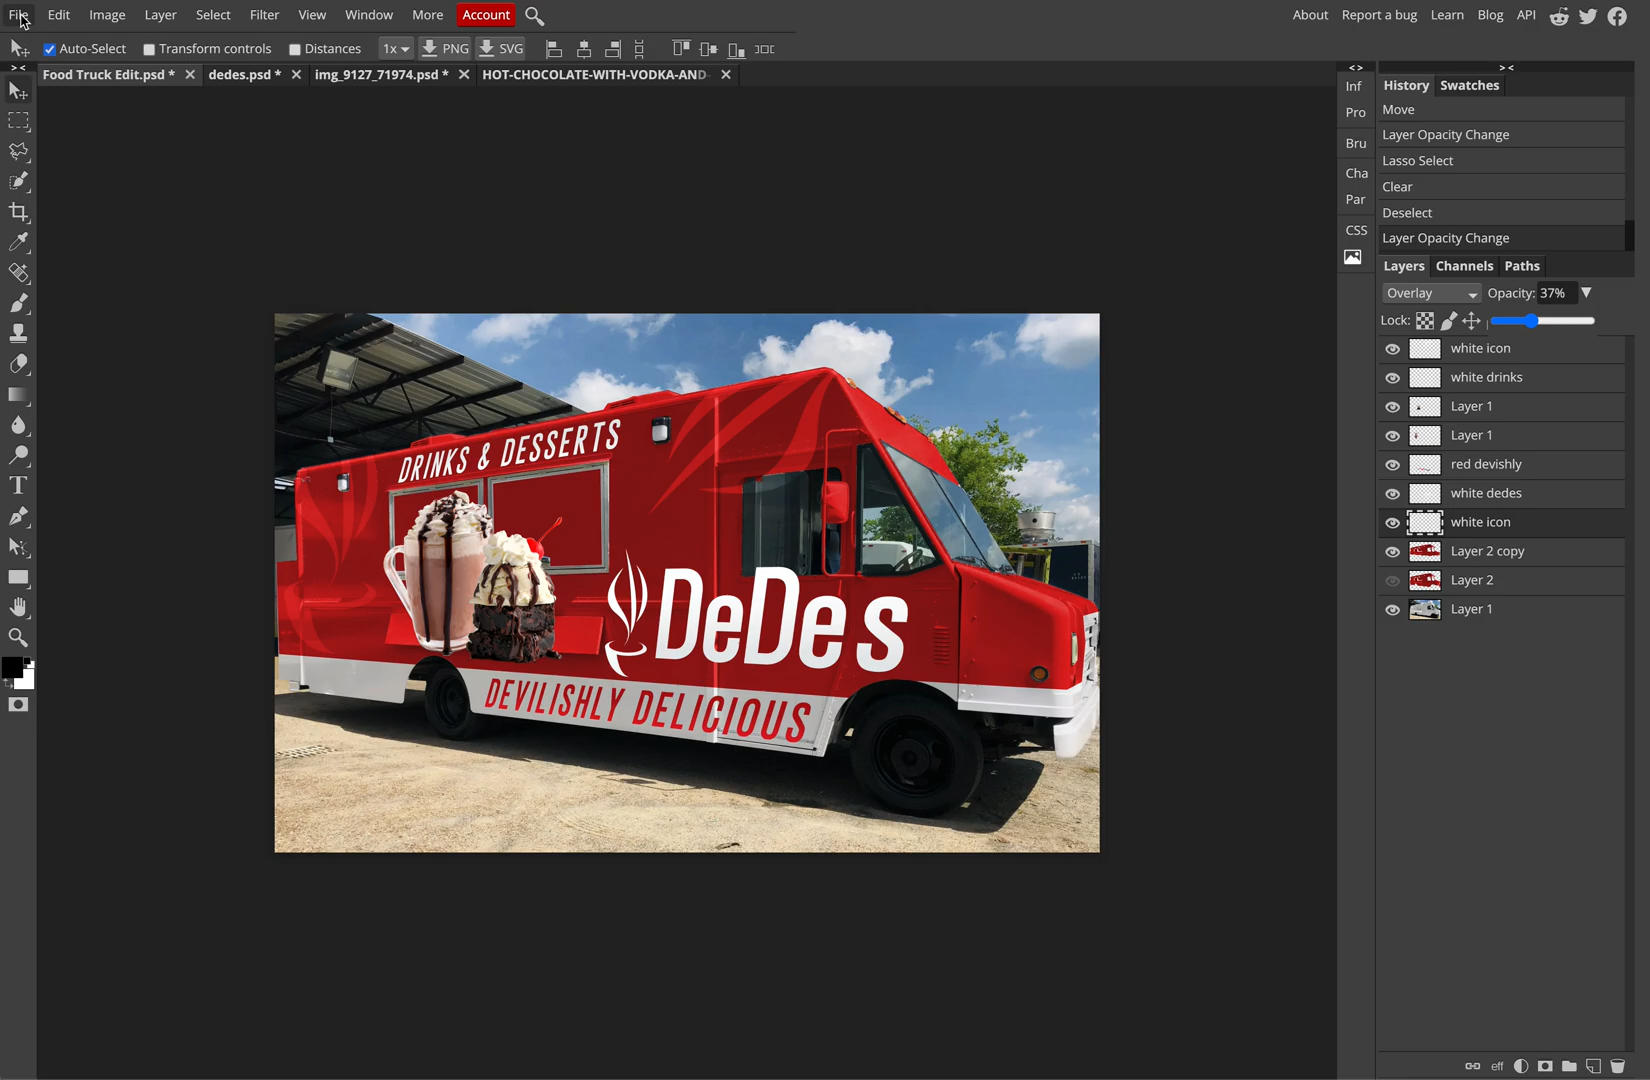 File Edit Image Layer Select Filter View Window More Account About Report a bug Learn Blog API
Auto-Select Transform controls Distances 1x PNG SVG
Food Truck Edit.psd * dedes.psd * img_9127_71974.psd * HOT-CHOCOLATE-WITH-VODKA-AND-
Inf
Pro
Bru
Cha
Par
CSS
History Swatches
Move
Layer Opacity Change
Lasso Select
Clear
Deselect
Layer Opacity Change
Layers Channels Paths
Overlay Opacity: 37%
Lock:
white icon
white drinks
Layer 1
Layer 1
red devishly
white dedes
white icon
Layer 2 copy
Layer 2
Layer 1
eff
DRINKS & DESSERTS
DeDes
DEVILISHLY DELICIOUS